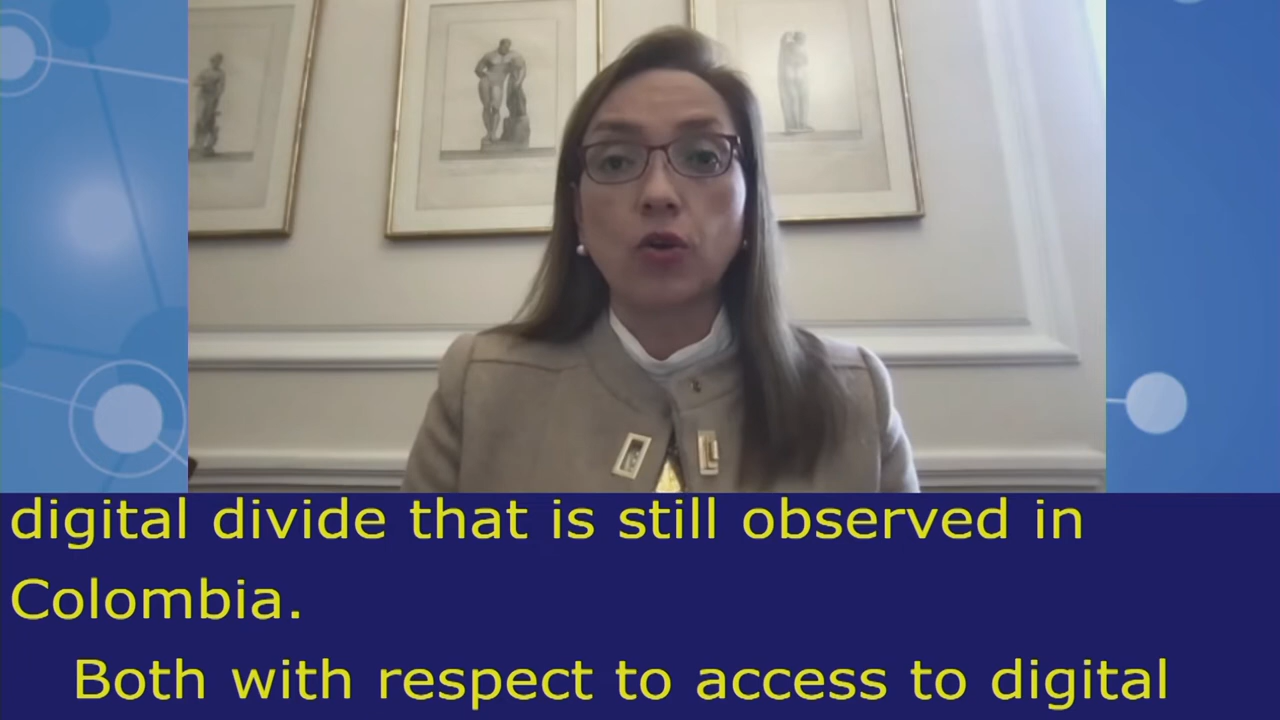 digital divide that is still observed in
Colombia.
Both with respect to access to digital